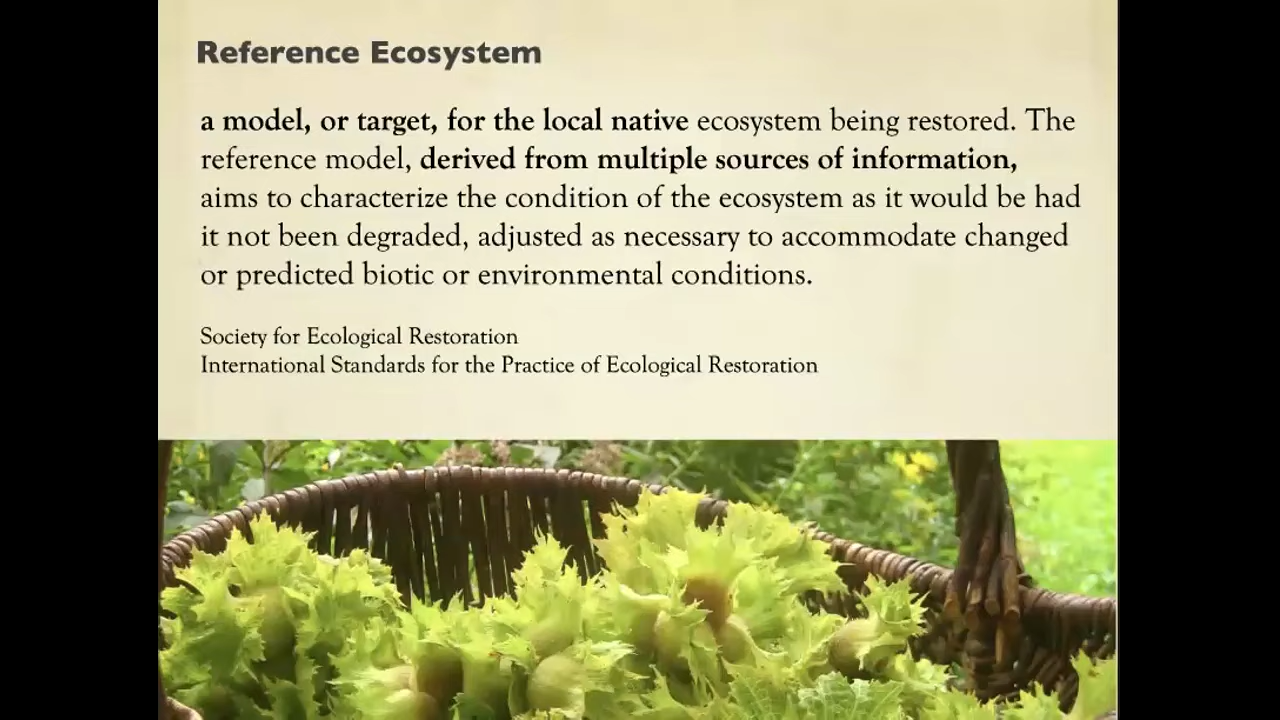 Reference Ecosystem
a model, or target, for the local native ecosystem being restored. The
reference model, derived from multiple sources of information,
aims to characterize the condition of the ecosystem as it would be had
it not been degraded, adjusted as necessary to accommodate changed
or predicted biotic or environmental conditions.
Society for Ecological Restoration
International Standards for the Practice of Ecological Restoration